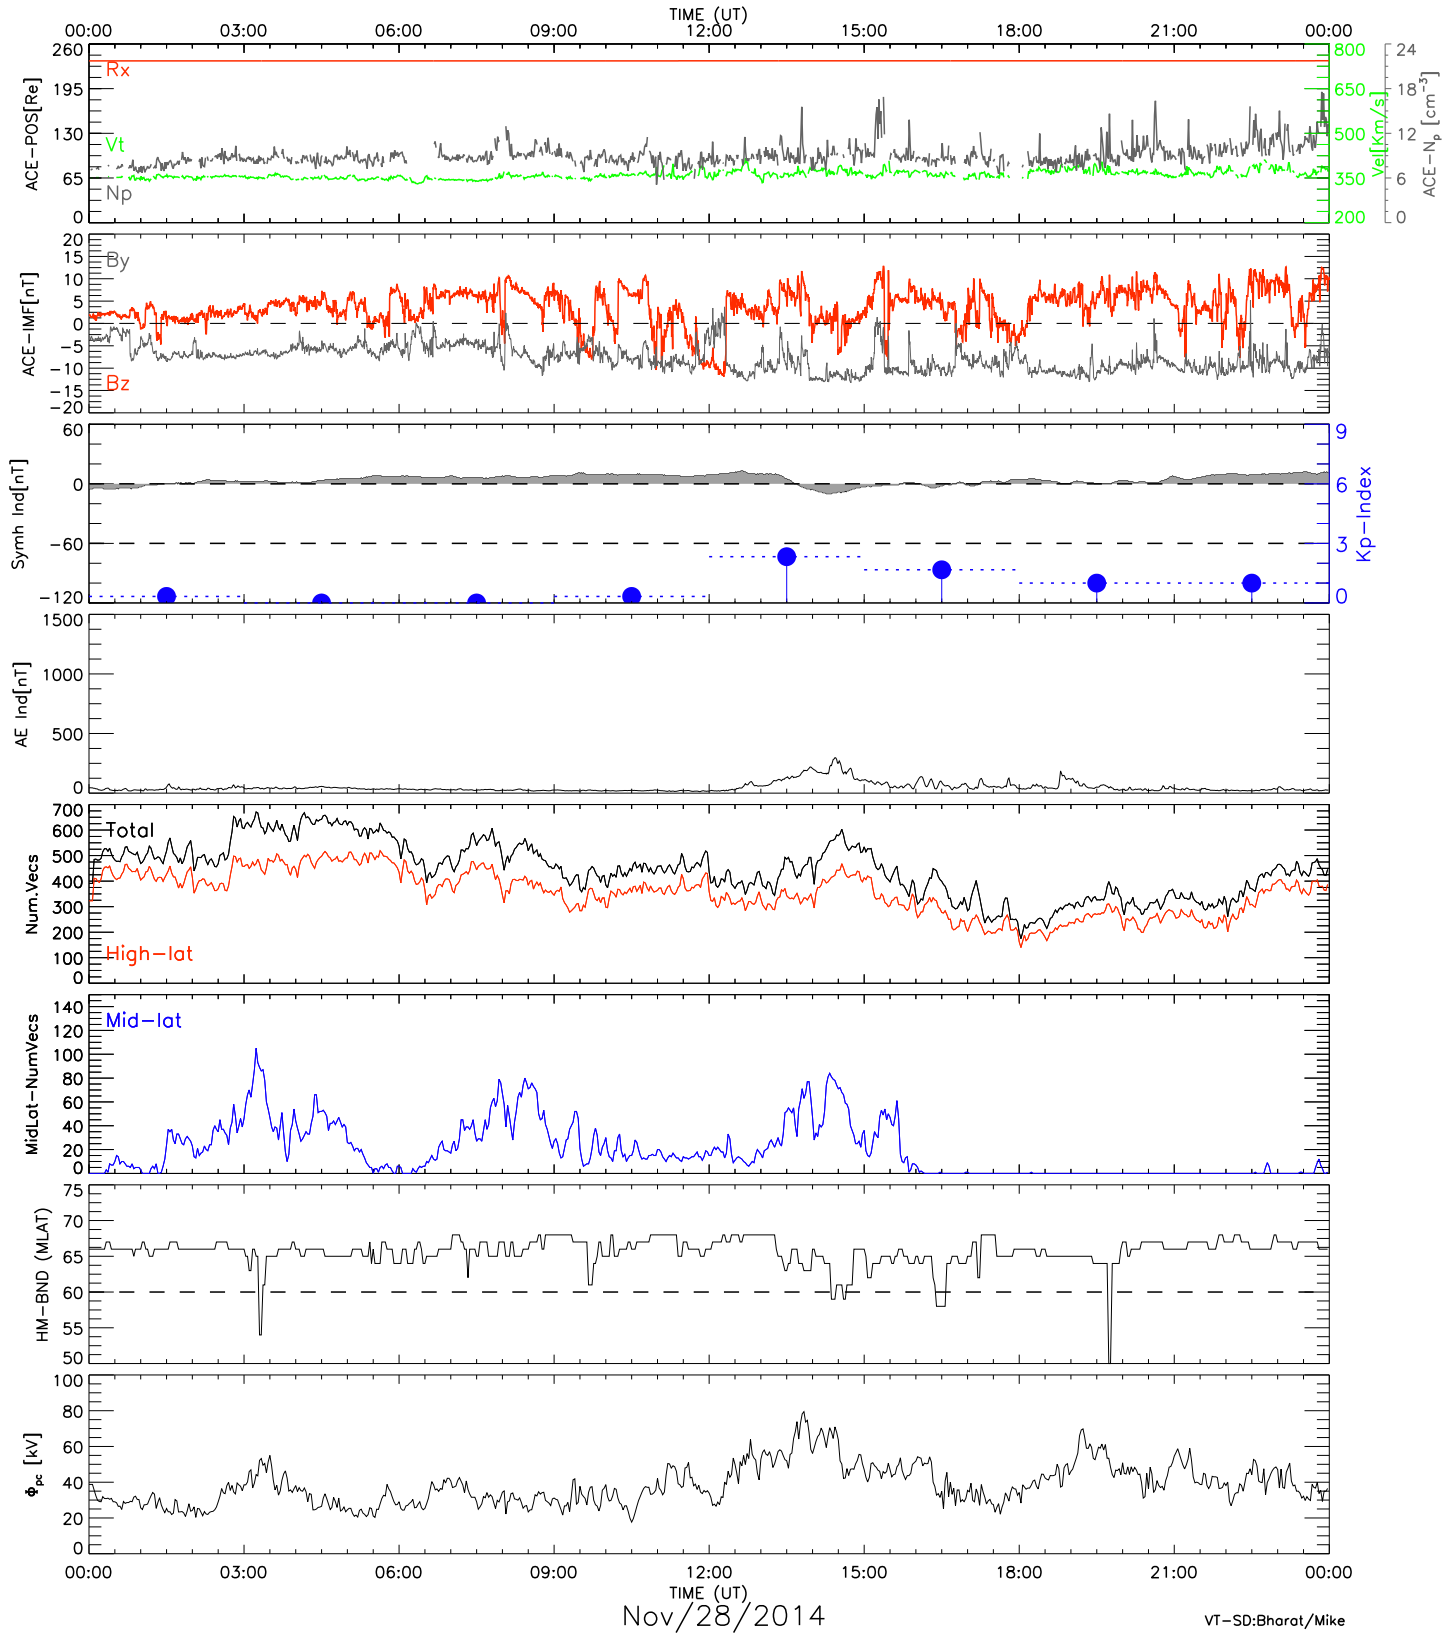 TIME (UT)
00:00 03:00 06:00 09:00 12:00 15:00 18:00 21:00 00:00
ACE-POS[Re]
260
195
130
65
0
Rx
Vt
Np
800
650
500
350
200
Vel[Km/s]
24
18
12
6
0
ACE-Np [cm-3]
ACE-IMF[nT]
20
15
10
5
0
-5
-10
-15
-20
By
Bz
Symh Ind[nT]
60
0
-60
-120
9
6
3
0
Kp-Index
AE Ind[nT]
1500
1000
500
0
Num.Vecs
700
600
500
400
300
200
100
0
Total
High-lat
MidLat-NumVecs
140
120
100
80
60
40
20
0
Mid-lat
HM-BND (MLAT)
75
70
65
60
55
50
Φpc [kV]
100
80
60
40
20
0
00:00 03:00 06:00 09:00 12:00 15:00 18:00 21:00 00:00
TIME (UT)
Nov/28/2014
VT-SD:Bharat/Mike